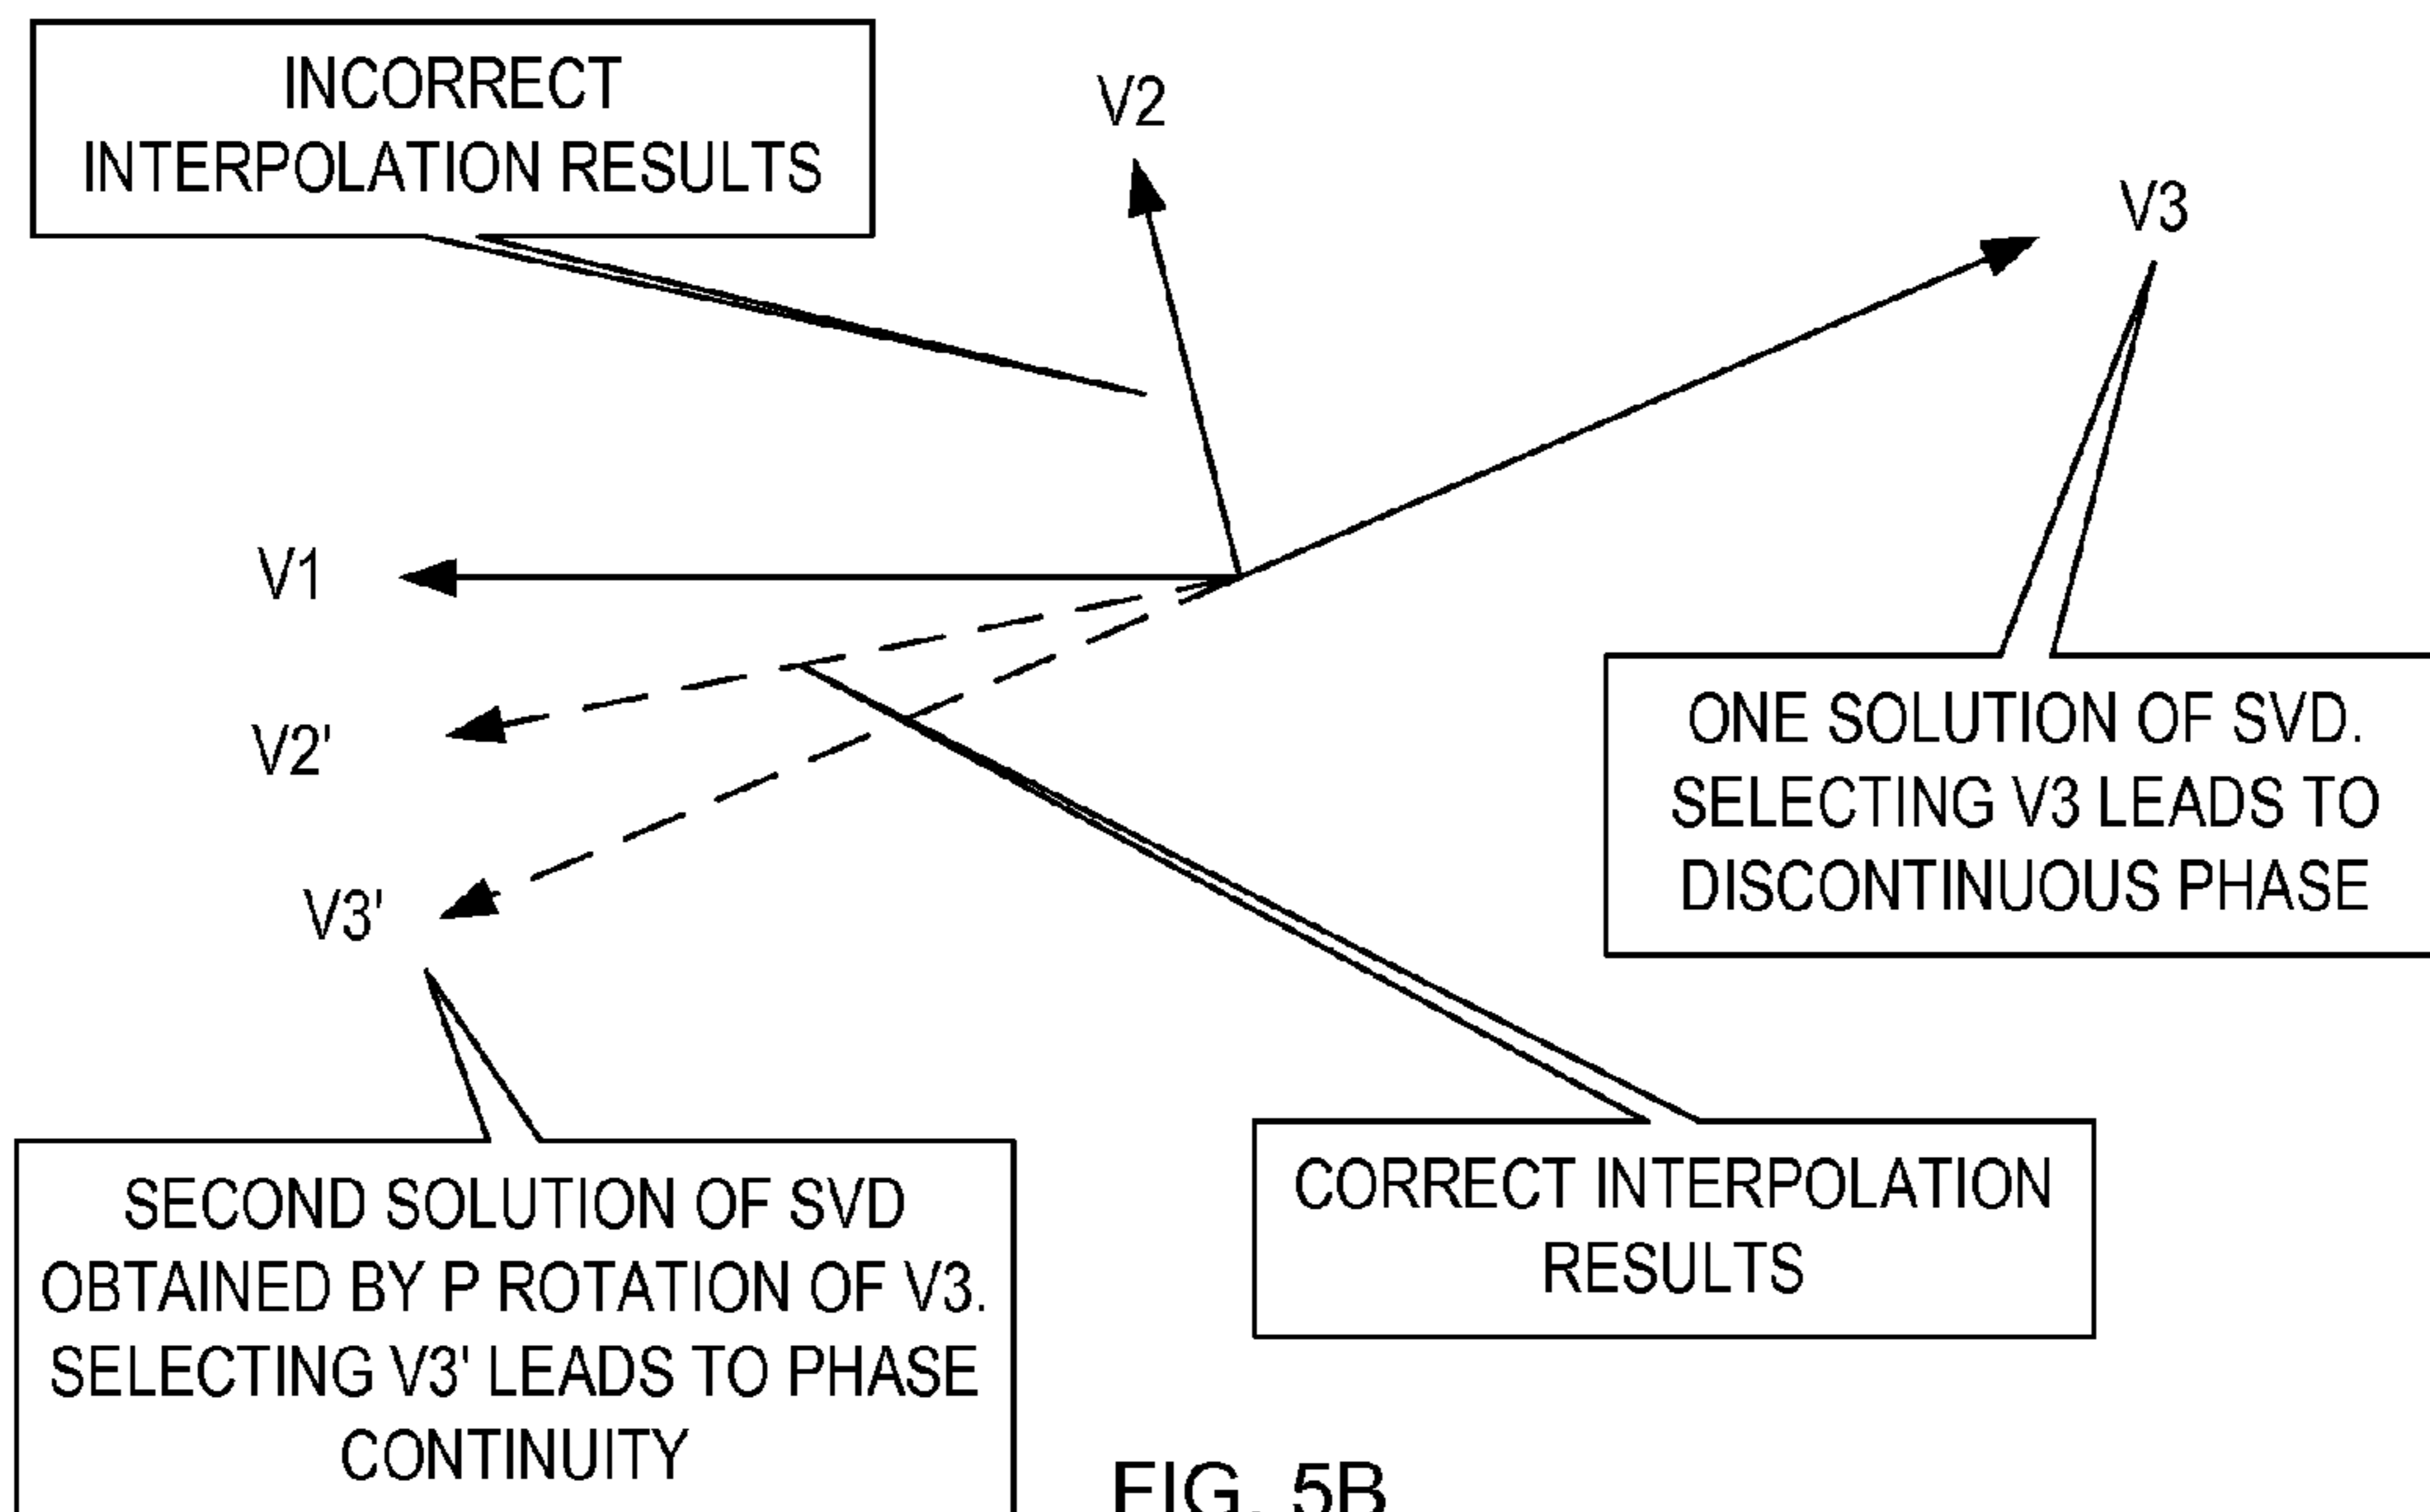 INCORRECT
INTERPOLATION RESULTS
V2
V3
V1
V2'
V3'
ONE SOLUTION OF SVD.
SELECTING V3 LEADS TO
DISCONTINUOUS PHASE
SECOND SOLUTION OF SVD
OBTAINED BY P ROTATION OF V3.
SELECTING V3' LEADS TO PHASE
CONTINUITY
CORRECT INTERPOLATION
RESULTS
FIG. 5B